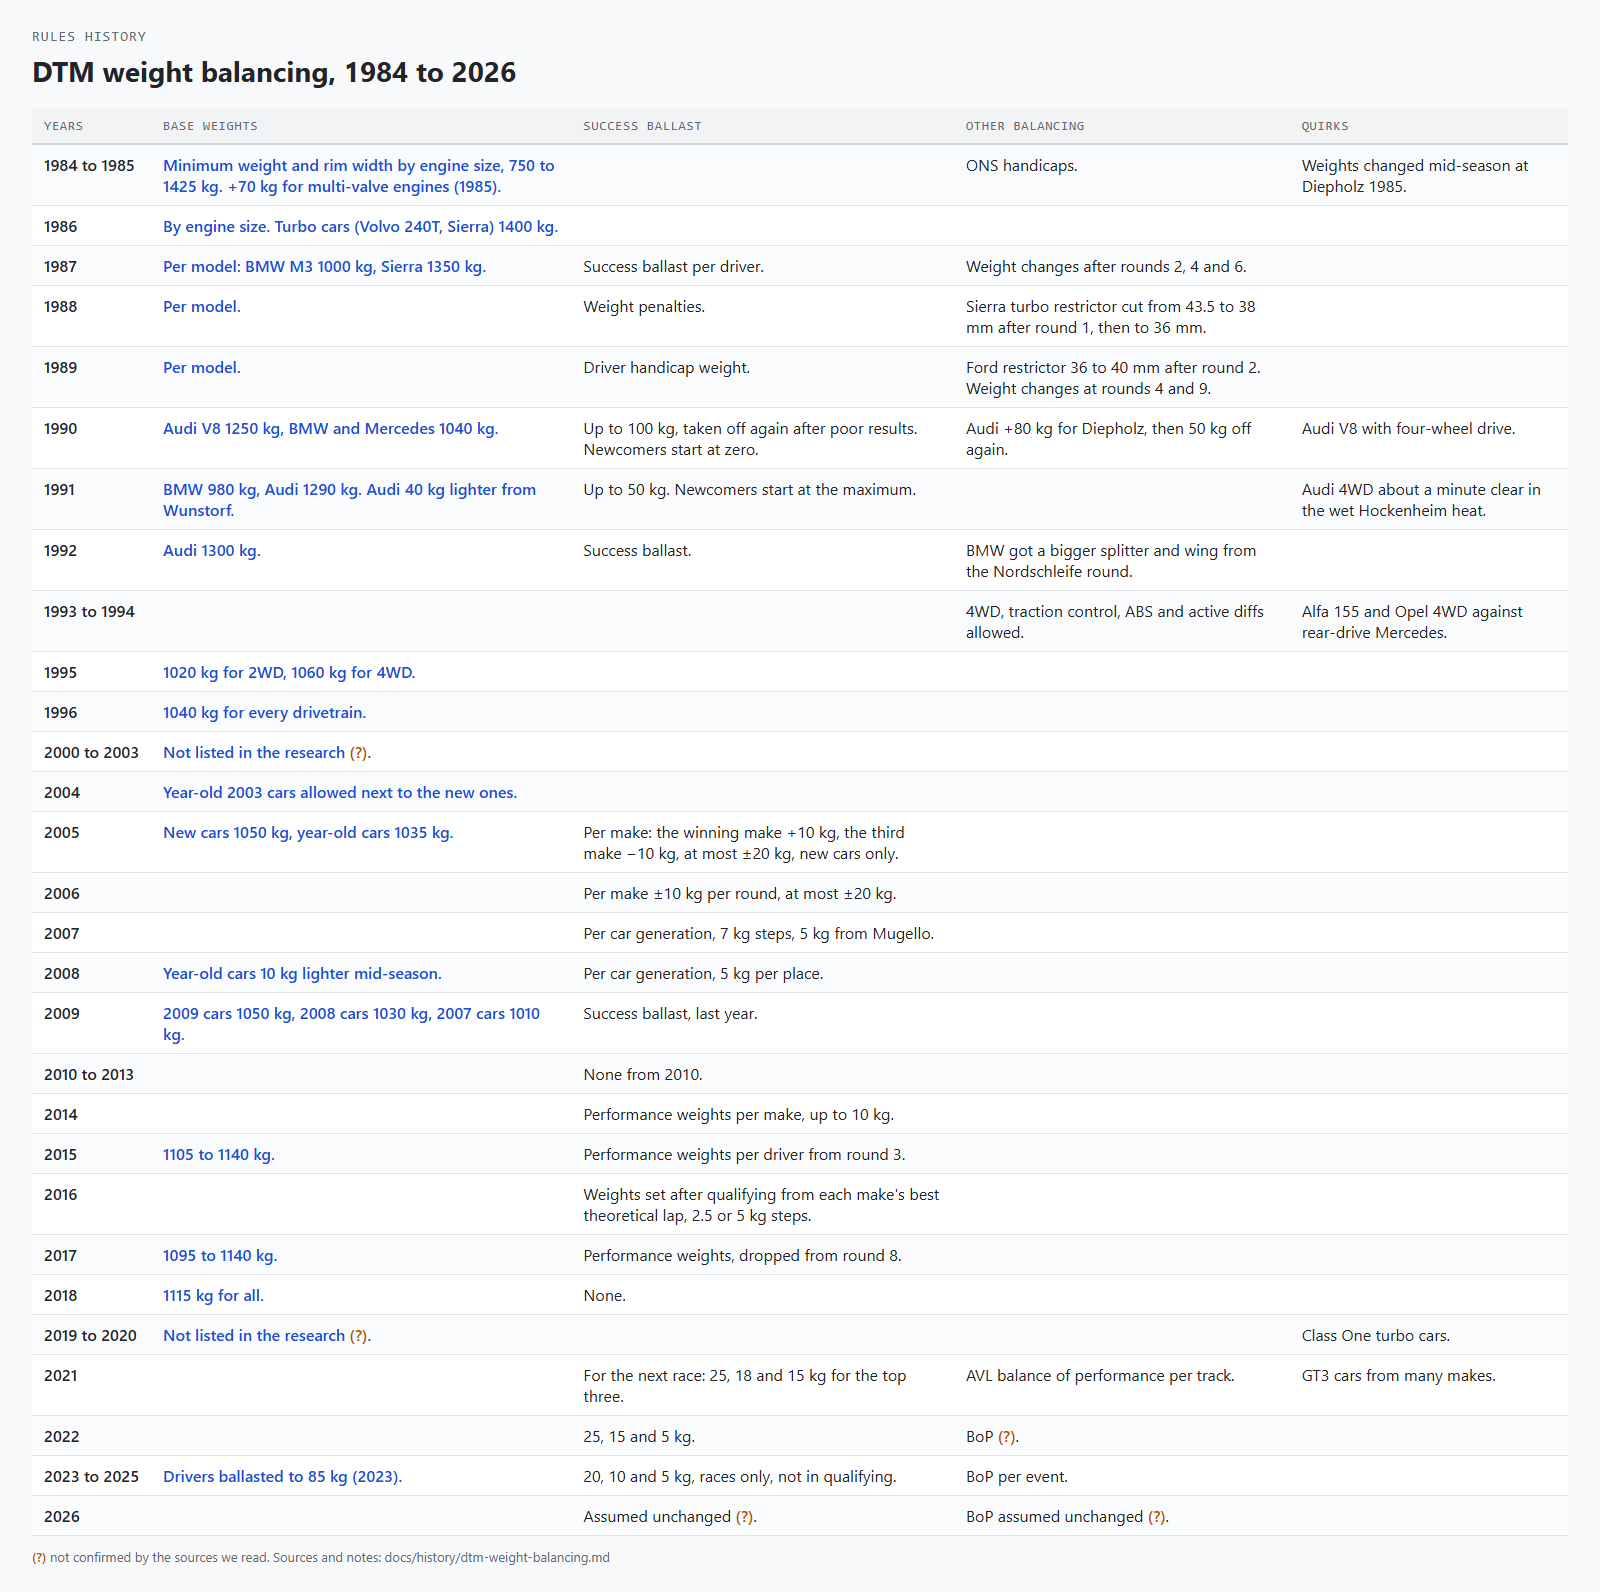 RULES HISTORY
DTM weight balancing, 1984 to 2026
YEARS BASE WEIGHTS SUCCESS BALLAST OTHER BALANCING QUIRKS
1984 to 1985 Minimum weight and rim width by engine size, 750 to ONS handicaps. Weights changed mid-season at
1425 kg. +70 kg for multi-valve engines (1985). Diepholz 1985.
1986 By engine size. Turbo cars (Volvo 240T, Sierra) 1400 kg.
1987 Per model: BMW M3 1000 kg, Sierra 1350 kg. Success ballast per driver. Weight changes after rounds 2, 4 and 6.
1988 Per model. Weight penalties. Sierra turbo restrictor cut from 43.5 to 38
mm after round 1, then to 36 mm.
1989 Per model. Driver handicap weight. Ford restrictor 36 to 40 mm after round 2.
Weight changes at rounds 4 and 9.
1990 Audi V8 1250 kg, BMW and Mercedes 1040 kg. Up to 100 kg, taken off again after poor results. Audi +80 kg for Diepholz, then 50 kg off Audi V8 with four-wheel drive.
Newcomers start at zero. again.
1991 BMW 980 kg, Audi 1290 kg. Audi 40 kg lighter from Up to 50 kg. Newcomers start at the maximum. Audi 4WD about a minute clear in
Wunstorf. the wet Hockenheim heat.
1992 Audi 1300 kg. Success ballast. BMW got a bigger splitter and wing from
the Nordschleife round.
1993 to 1994 4WD, traction control, ABS and active diffs Alfa 155 and Opel 4WD against
allowed. rear-drive Mercedes.
1995 1020 kg for 2WD, 1060 kg for 4WD.
1996 1040 kg for every drivetrain.
2000 to 2003 Not listed in the research (?).
2004 Year-old 2003 cars allowed next to the new ones.
2005 New cars 1050 kg, year-old cars 1035 kg. Per make: the winning make +10 kg, the third
make −10 kg, at most ±20 kg, new cars only.
2006 Per make ±10 kg per round, at most ±20 kg.
2007 Per car generation, 7 kg steps, 5 kg from Mugello.
2008 Year-old cars 10 kg lighter mid-season. Per car generation, 5 kg per place.
2009 2009 cars 1050 kg, 2008 cars 1030 kg, 2007 cars 1010 Success ballast, last year.
kg.
2010 to 2013 None from 2010.
2014 Performance weights per make, up to 10 kg.
2015 1105 to 1140 kg. Performance weights per driver from round 3.
2016 Weights set after qualifying from each make's best
theoretical lap, 2.5 or 5 kg steps.
2017 1095 to 1140 kg. Performance weights, dropped from round 8.
2018 1115 kg for all. None.
2019 to 2020 Not listed in the research (?). Class One turbo cars.
2021 For the next race: 25, 18 and 15 kg for the top AVL balance of performance per track. GT3 cars from many makes.
three.
2022 25, 15 and 5 kg. BoP (?).
2023 to 2025 Drivers ballasted to 85 kg (2023). 20, 10 and 5 kg, races only, not in qualifying. BoP per event.
2026 Assumed unchanged (?). BoP assumed unchanged (?).
(?) not confirmed by the sources we read. Sources and notes: docs/history/dtm-weight-balancing.md